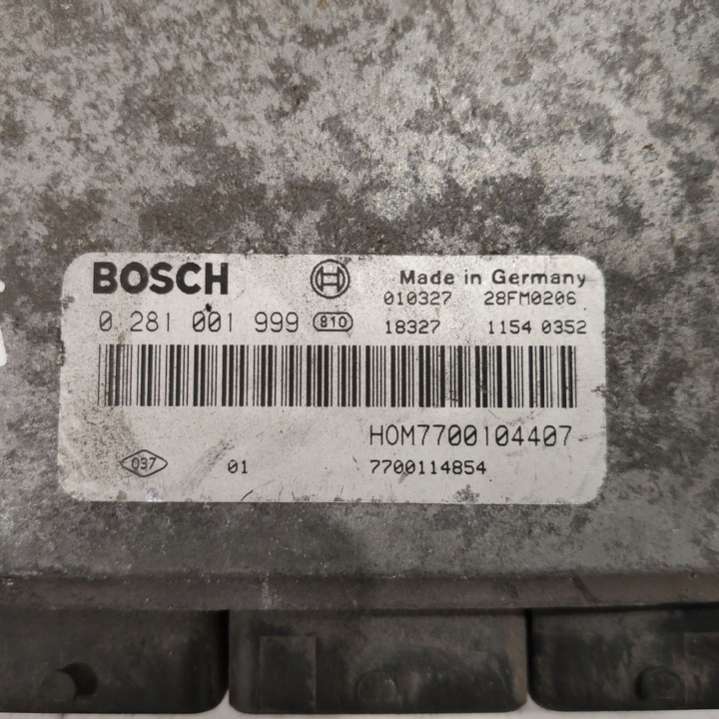 BOSCH
Made in Germany
010327 28FM0206
0 281 001 999 810
18327 1154 0352
HOM7700104407
037 01 7700114854